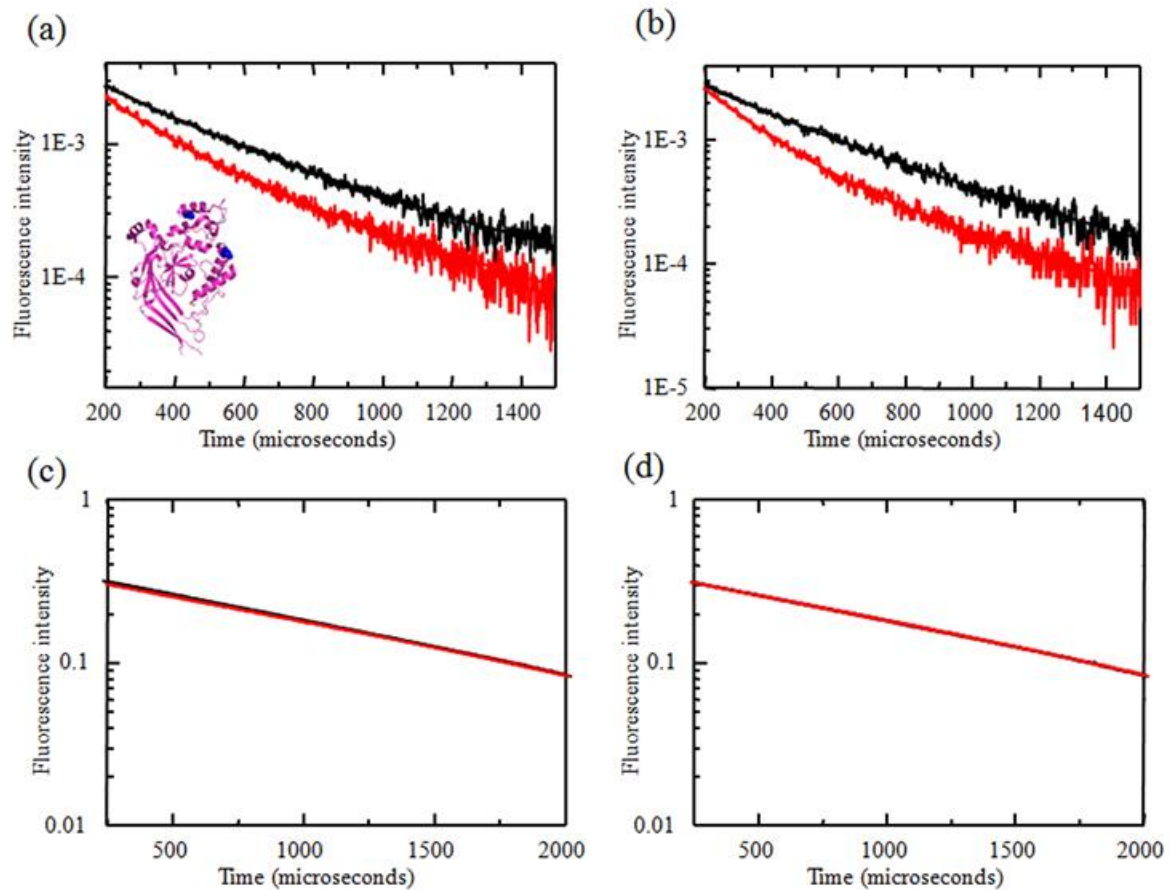 (a)
Fluorescence intensity
1E-3
1E-4
200 400 600 800 1000 1200 1400
Time (microseconds)
(b)
Fluorescence intensity
1E-3
1E-4
1E-5
200 400 600 800 1000 1200 1400
Time (microseconds)
(c)
Fluorescence intensity
1
0.1
0.01
500 1000 1500 2000
Time (microseconds)
(d)
Fluorescence intensity
1
0.1
0.01
500 1000 1500 2000
Time (microseconds)